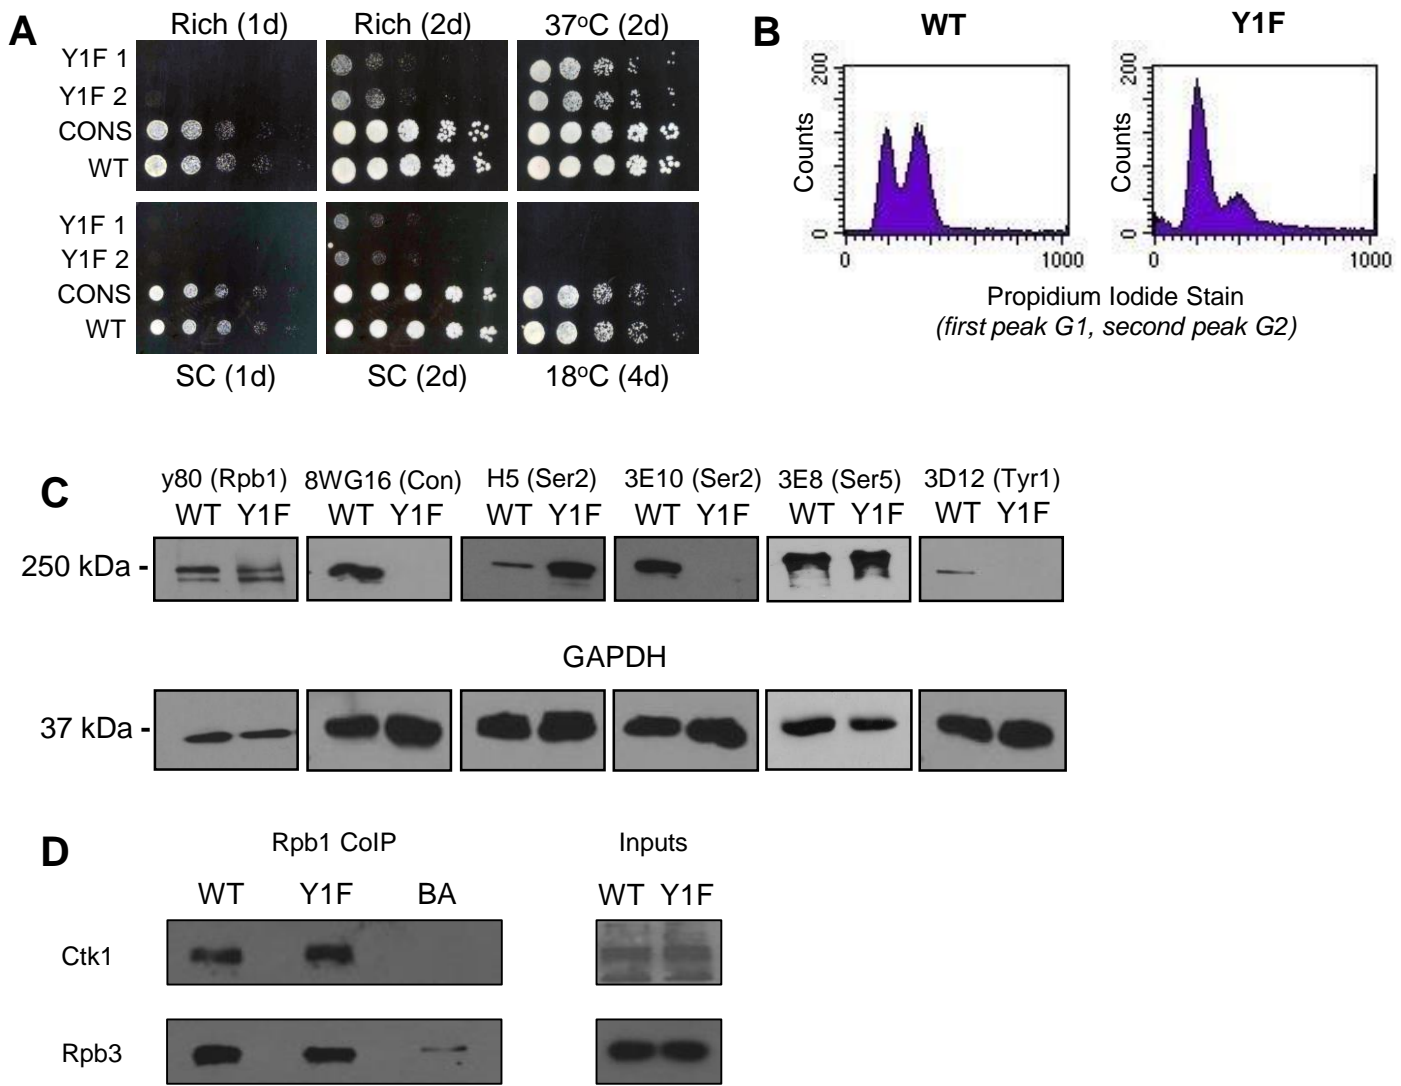 A
Rich (1d) Rich (2d) 37ºC (2d)
Y1F 1
Y1F 2
CONS
WT
Y1F 1
Y1F 2
CONS
WT
SC (1d) SC (2d) 18ºC (4d)
B
WT Y1F
200
Counts
0
0 1000
200
Counts
0
0 1000
Propidium Iodide Stain
(first peak G1, second peak G2)
C
y80 (Rpb1) 8WG16 (Con) H5 (Ser2) 3E10 (Ser2) 3E8 (Ser5) 3D12 (Tyr1)
WT Y1F WT Y1F WT Y1F WT Y1F WT Y1F WT Y1F
250 kDa -
GAPDH
37 kDa -
D
Rpb1 CoIP Inputs
WT Y1F BA WT Y1F
Ctk1
Rpb3